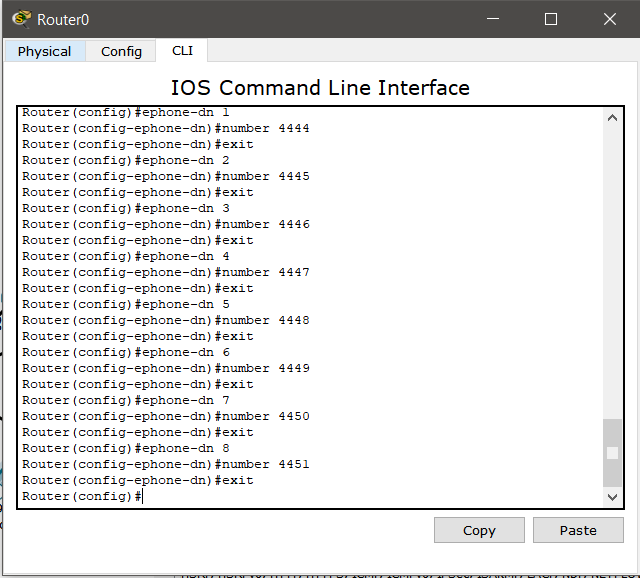 Router0
Physical Config CLI
IOS Command Line Interface
Router(config)#ephone-dn 1
Router(config-ephone-dn)#number 4444
Router(config-ephone-dn)#exit
Router(config)#ephone-dn 2
Router(config-ephone-dn)#number 4445
Router(config-ephone-dn)#exit
Router(config)#ephone-dn 3
Router(config-ephone-dn)#number 4446
Router(config-ephone-dn)#exit
Router(config)#ephone-dn 4
Router(config-ephone-dn)#number 4447
Router(config-ephone-dn)#exit
Router(config)#ephone-dn 5
Router(config-ephone-dn)#number 4448
Router(config-ephone-dn)#exit
Router(config)#ephone-dn 6
Router(config-ephone-dn)#number 4449
Router(config-ephone-dn)#exit
Router(config)#ephone-dn 7
Router(config-ephone-dn)#number 4450
Router(config-ephone-dn)#exit
Router(config)#ephone-dn 8
Router(config-ephone-dn)#number 4451
Router(config-ephone-dn)#exit
Router(config)#
Copy Paste